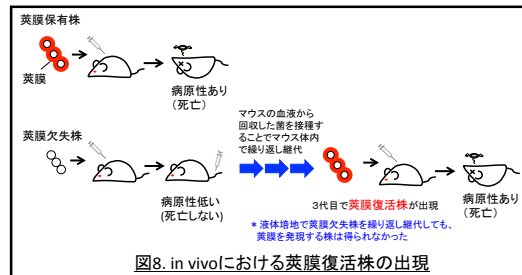 莢膜保有株
莢膜
病原性あり
（死亡）
莢膜欠失株
病原性低い
(死亡しない)
マウスの血液から
回収した菌を接種す
ることでマウス体内
で繰り返し継代
3代目で莢膜復活株が出現
病原性あり
（死亡）
* 液体培地で莢膜欠失株を繰り返し継代しても、
莢膜を発現する株は得られなかった
図8. in vivoにおける莢膜復活株の出現